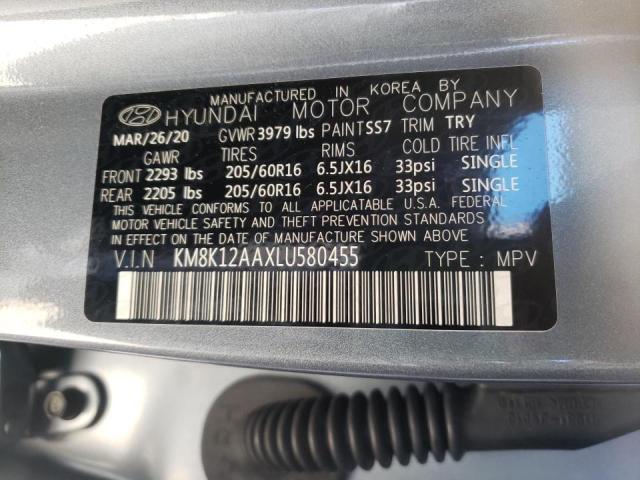 MANUFACTURED IN KOREA BY
HYUNDAI MOTOR COMPANY
MAR/26/20 GVWR 3979 lbs PAINT SS7 TRIM TRY
GAWR TIRES RIMS COLD TIRE INFL
FRONT 2293 lbs 205/60R16 6.5JX16 33psi SINGLE
REAR 2205 lbs 205/60R16 6.5JX16 33psi SINGLE
THIS VEHICLE CONFORMS TO ALL APPLICATABLE U.S.A. FEDERAL
MOTOR VEHICLE SAFETY AND THEFT PREVENTION STANDARDS
IN EFFECT ON THE DATE OF MANUFACTURE SHOWN ABOVE
V.I.N KM8K12AAXLU580455 TYPE : MPV